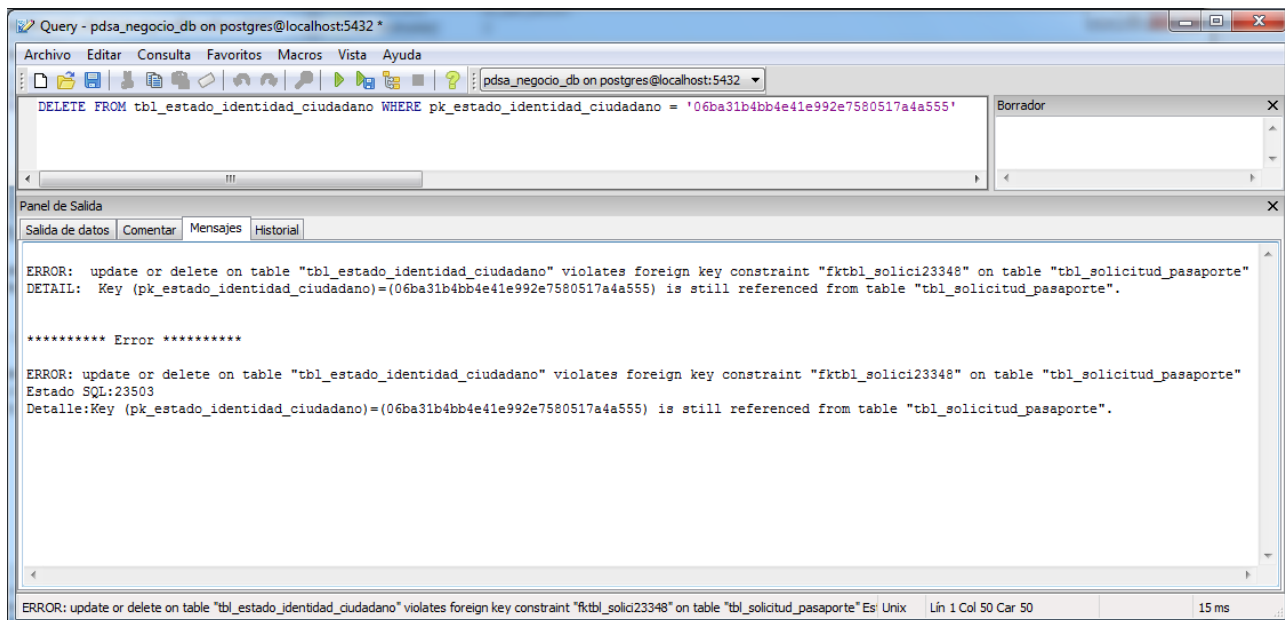 Query - pdsa_negocio_db on postgres@localhost:5432 *
Archivo Editar Consulta Favoritos Macros Vista Ayuda
pdsa_negocio_db on postgres@localhost:5432
DELETE FROM tbl_estado_identidad_ciudadano WHERE pk_estado_identidad_ciudadano = '06ba31b4bb4e41e992e7580517a4a555'
Borrador
Panel de Salida
Salida de datos Comentar Mensajes Historial
ERROR: update or delete on table "tbl_estado_identidad_ciudadano" violates foreign key constraint "fktbl_solici23348" on table "tbl_solicitud_pasaporte"
DETAIL: Key (pk_estado_identidad_ciudadano)=(06ba31b4bb4e41e992e7580517a4a555) is still referenced from table "tbl_solicitud_pasaporte".
********** Error **********
ERROR: update or delete on table "tbl_estado_identidad_ciudadano" violates foreign key constraint "fktbl_solici23348" on table "tbl_solicitud_pasaporte"
Estado SQL:23503
Detalle:Key (pk_estado_identidad_ciudadano)=(06ba31b4bb4e41e992e7580517a4a555) is still referenced from table "tbl_solicitud_pasaporte".
ERROR: update or delete on table "tbl_estado_identidad_ciudadano" violates foreign key constraint "fktbl_solici23348" on table "tbl_solicitud_pasaporte" Es Unix Lín 1 Col 50 Car 50 15 ms